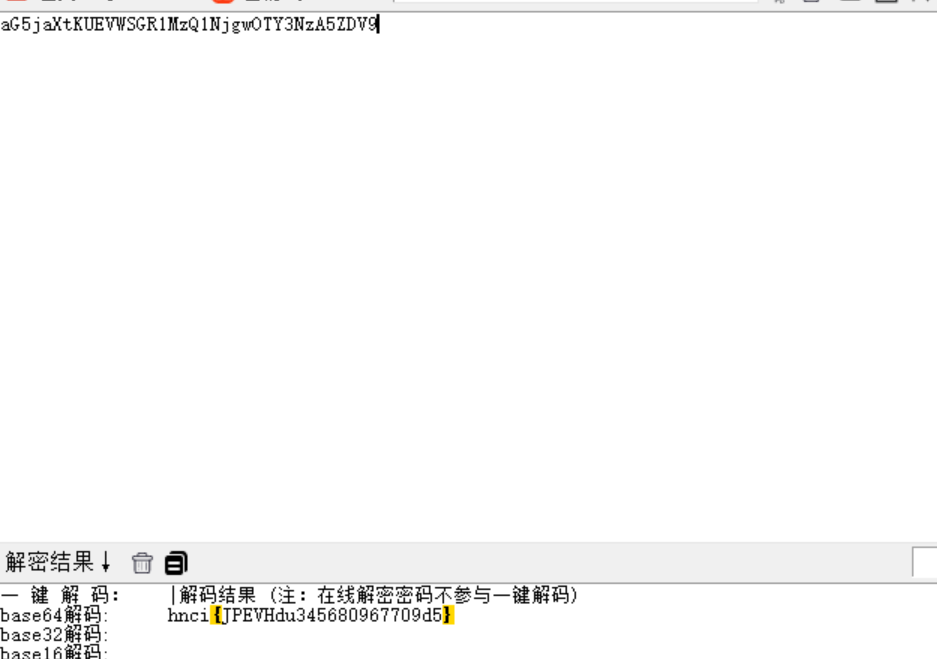 aG5jaXtKUEVWSGR1MzQ1NjgwOTY3NzA5ZDV9
解密结果↓
一 键 解 码: |解码结果 (注: 在线解密密码不参与一键解码)
base64解码: hnci{JPEVHdu345680967709d5}
base32解码:
base16解码: